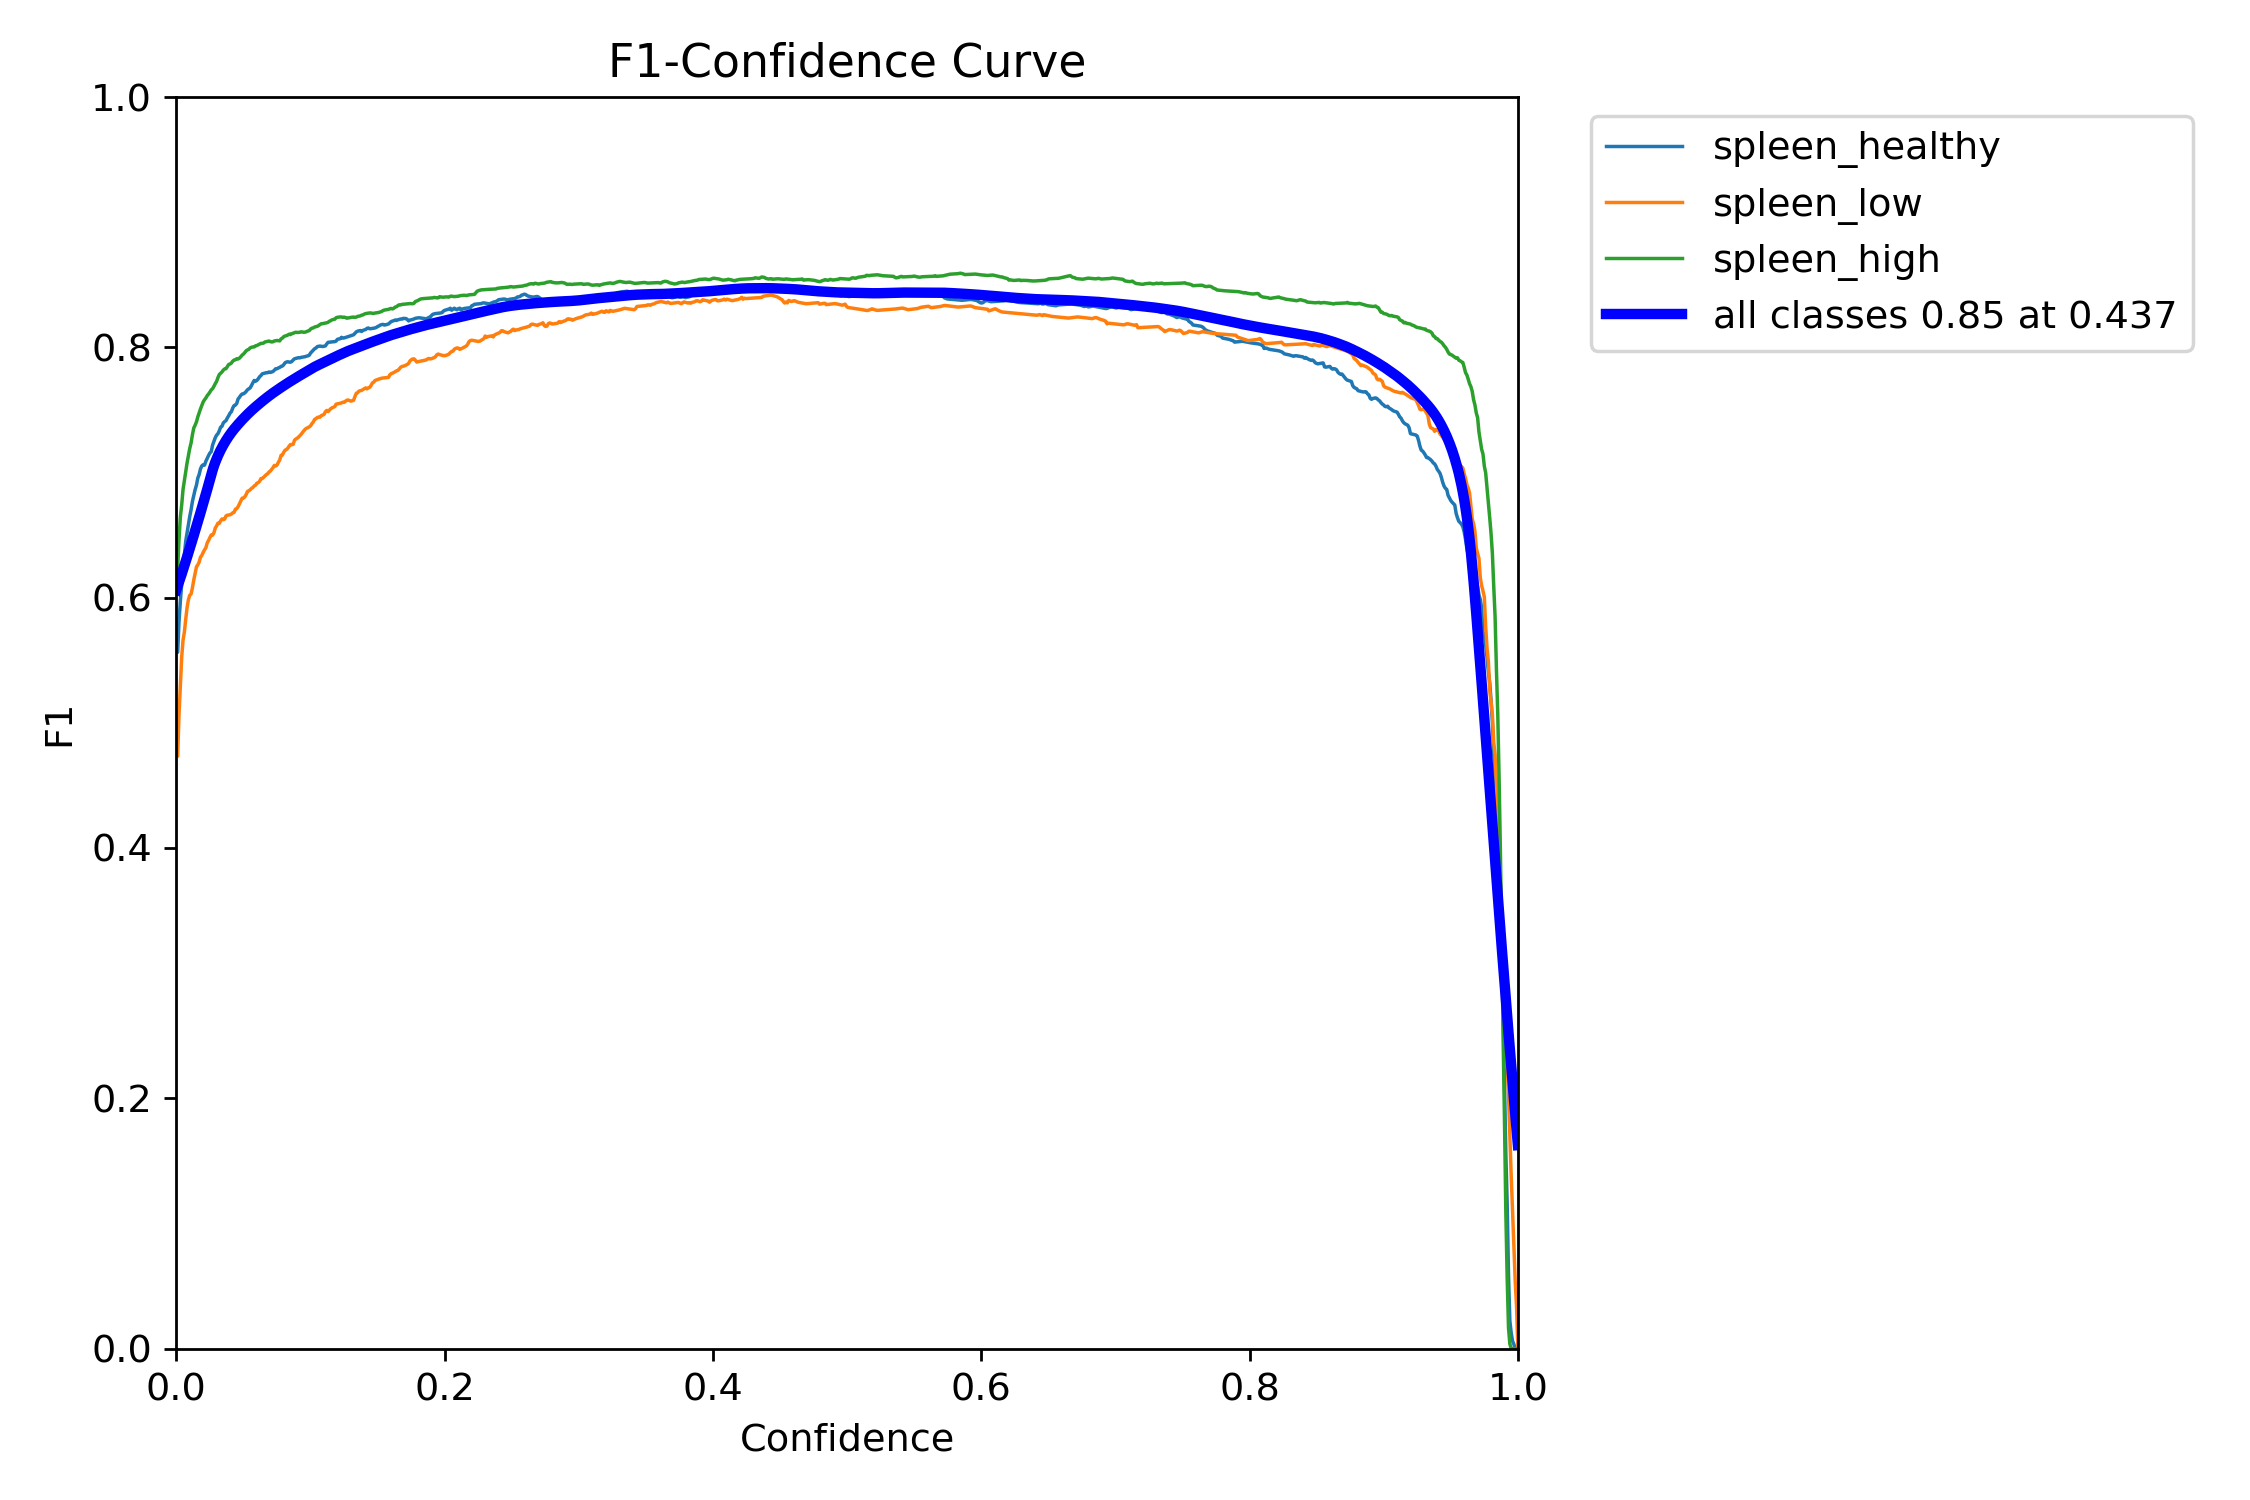 F1-Confidence Curve
1.0
0.8
0.6
0.4
0.2
0.0
F1
0.0 0.2 0.4 0.6 0.8 1.0
Confidence
spleen_healthy
spleen_low
spleen_high
all classes 0.85 at 0.437